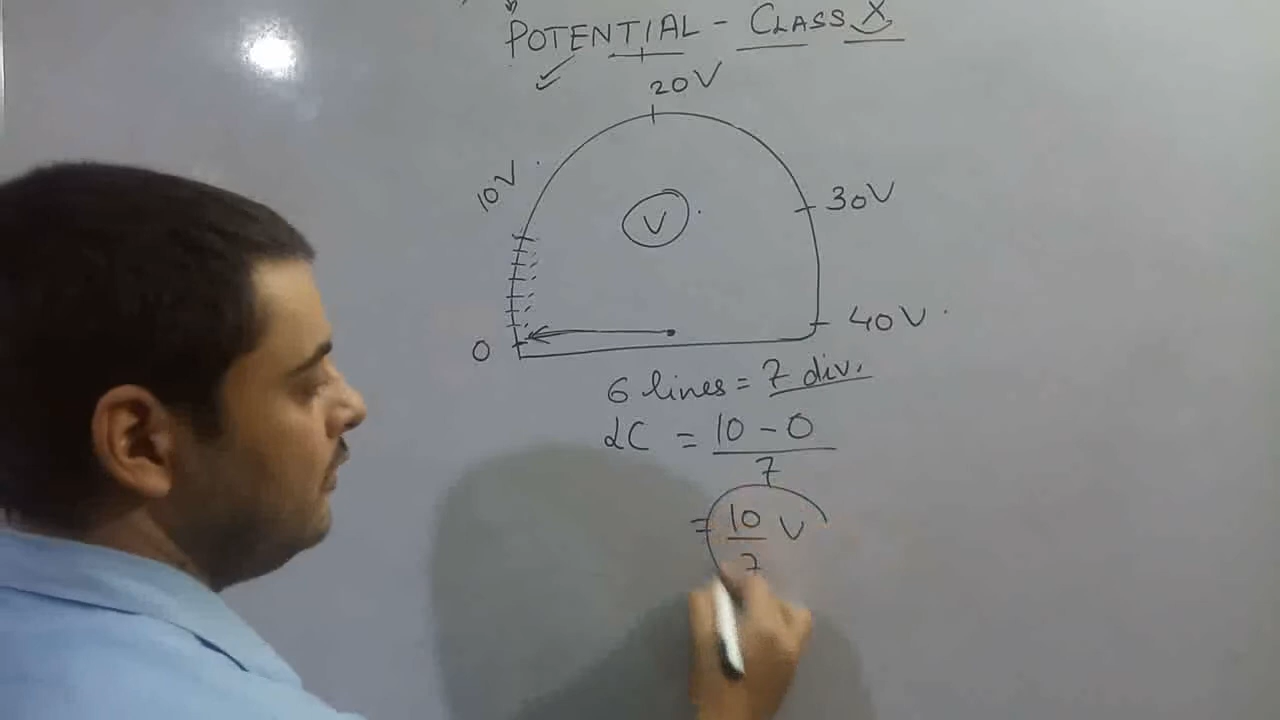 POTENTIAL - CLASS X
20V
10V
V
30V
0
40V
6 lines = 7 div.
LC = 10 - 0
7
= 10 V
7